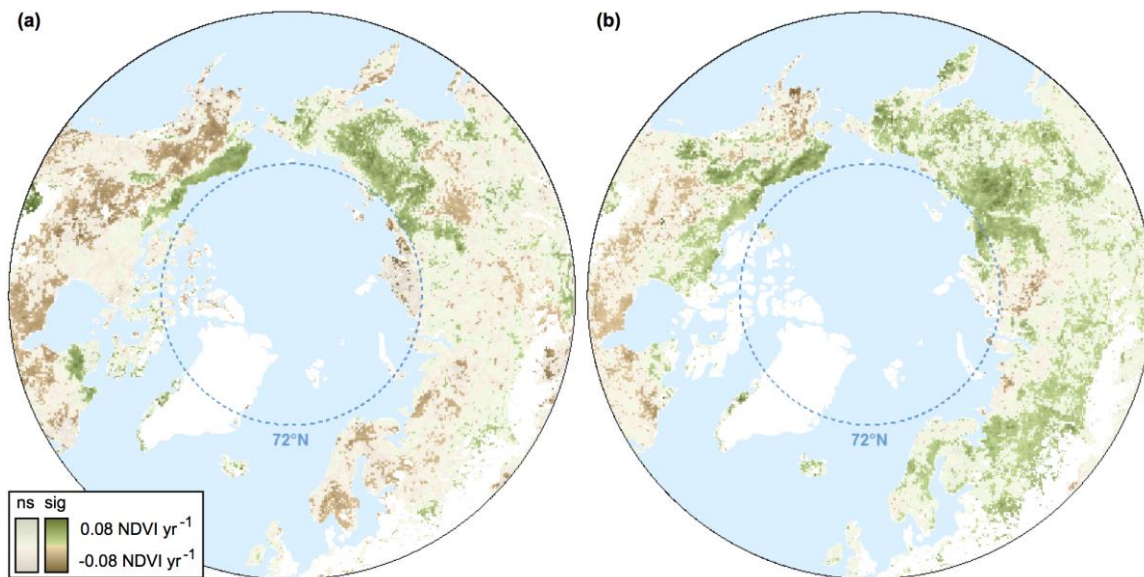 (a)
(b)
72°N
72°N
ns sig
0.08 NDVI yr⁻¹
-0.08 NDVI yr⁻¹